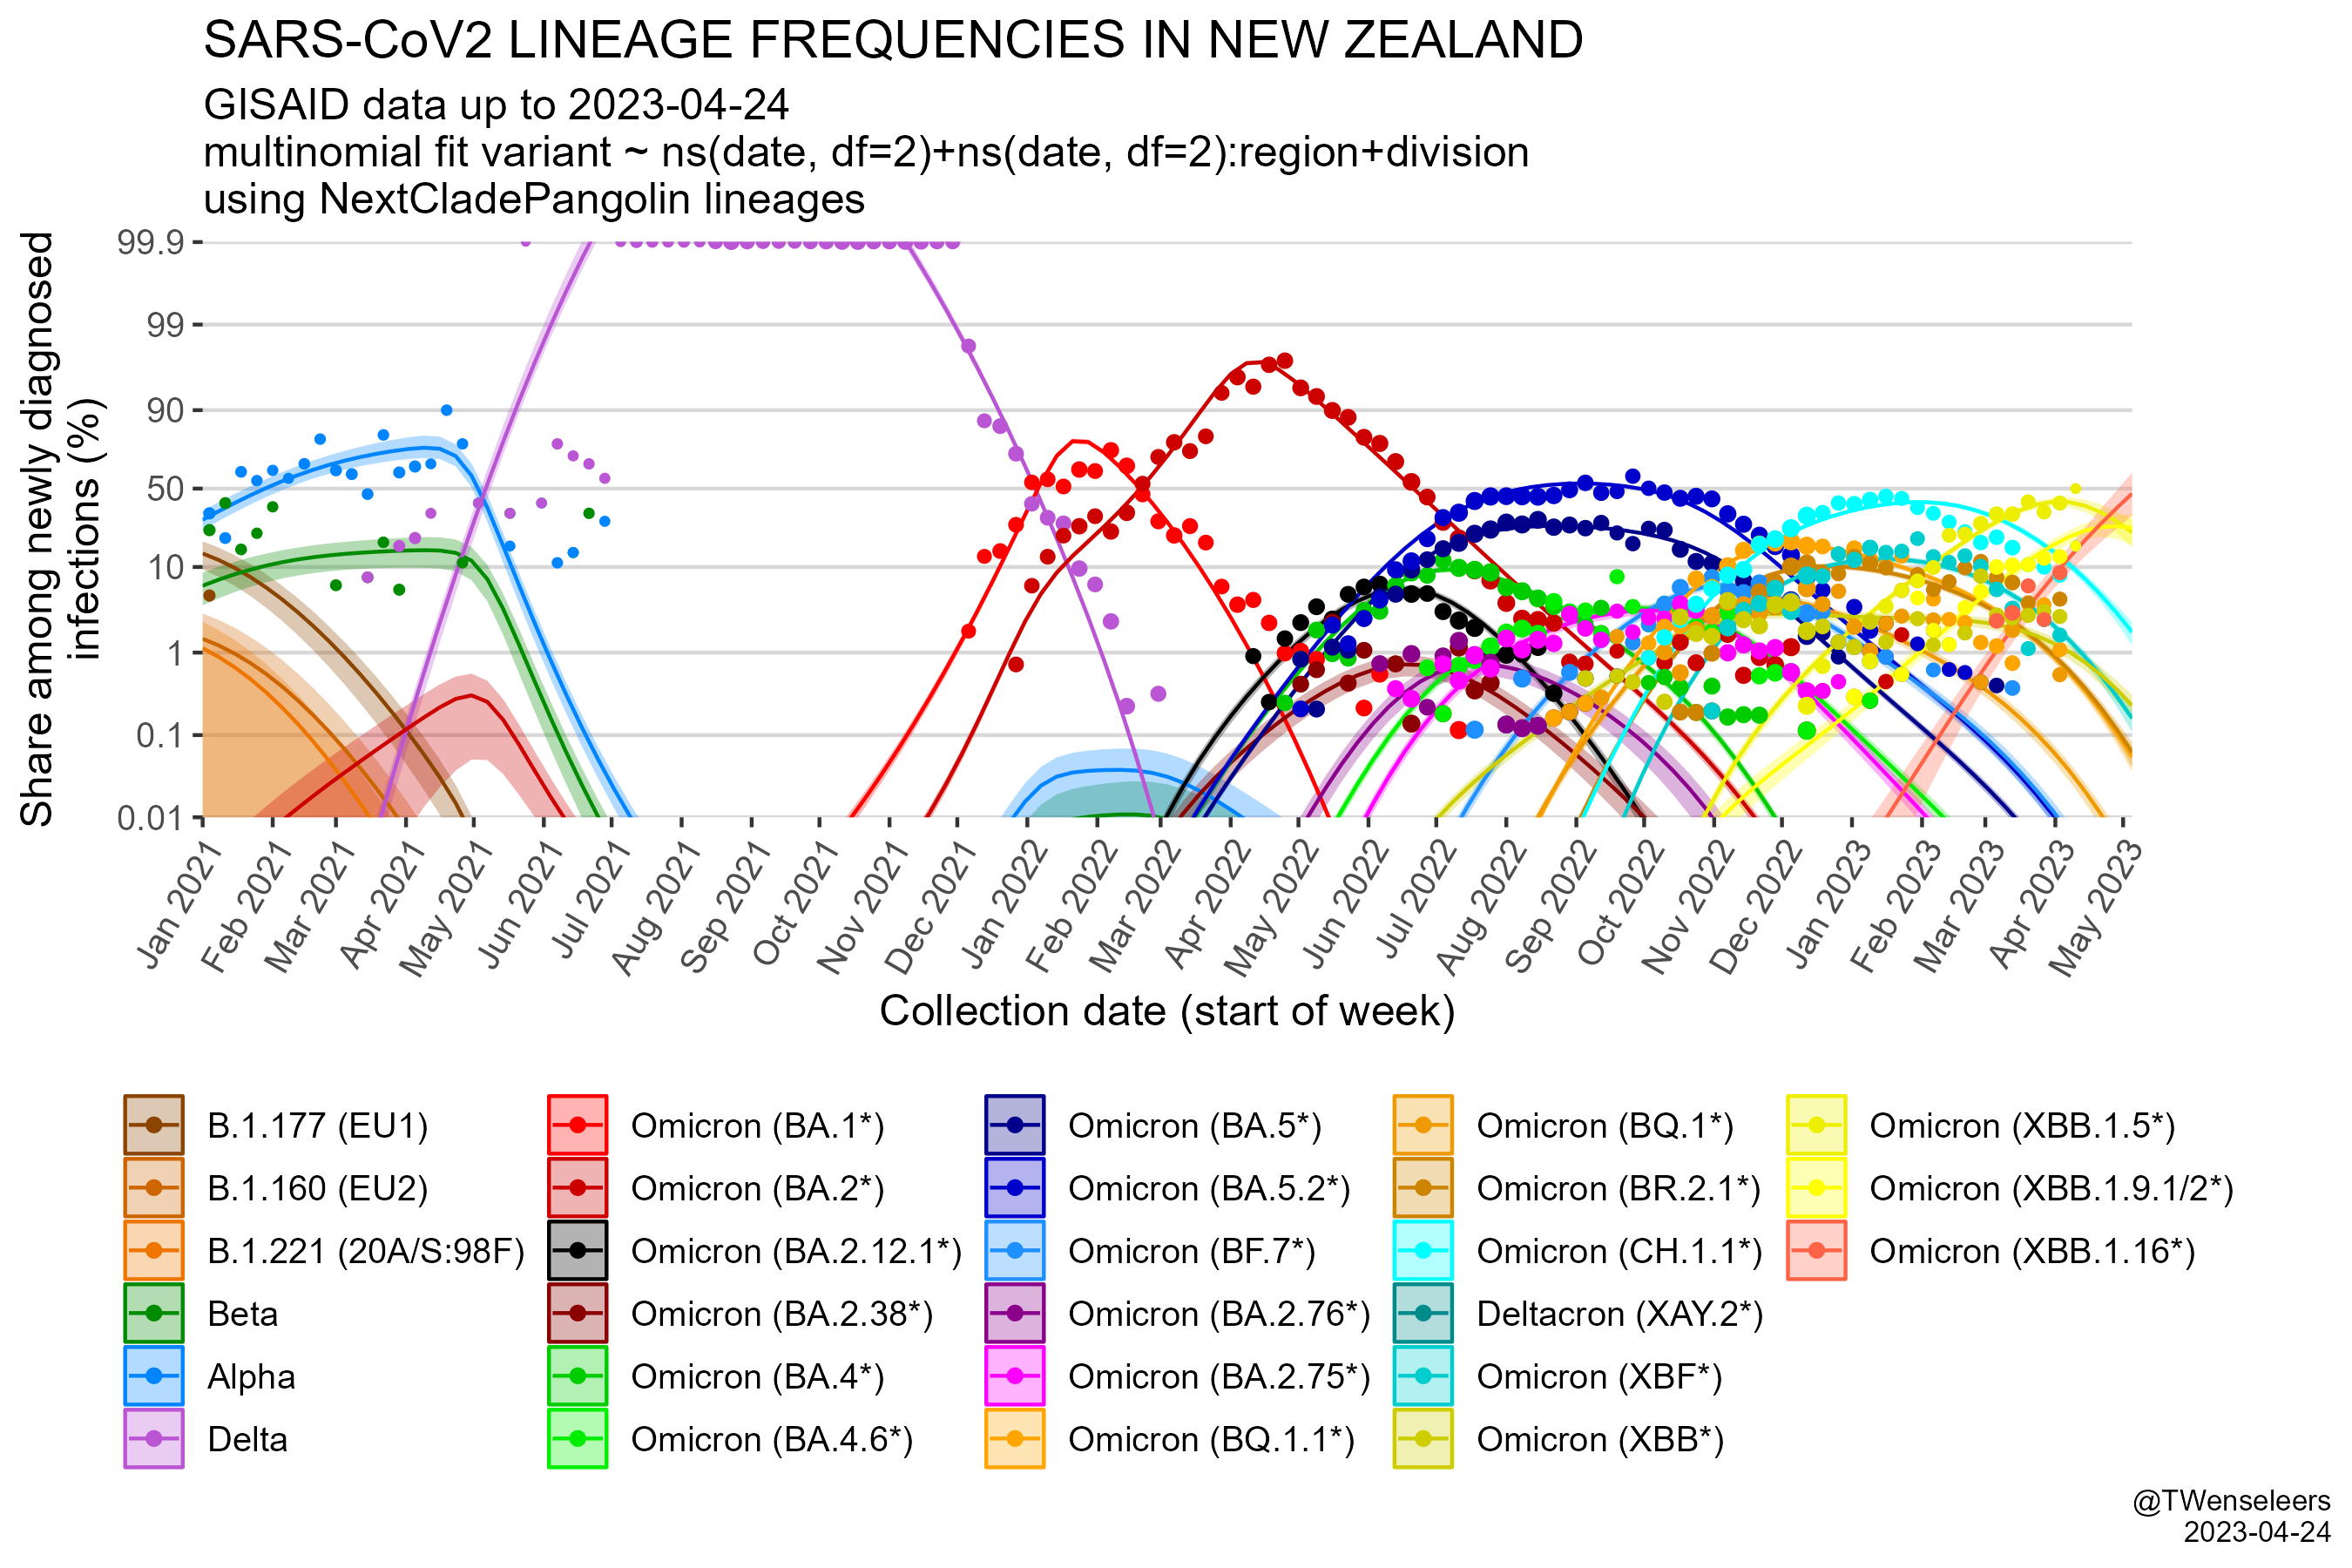 SARS-CoV2 LINEAGE FREQUENCIES IN NEW ZEALAND
GISAID data up to 2023-04-24
multinomial fit variant ~ ns(date, df=2)+ns(date, df=2):region+division
using NextCladePangolin lineages
Share among newly diagnosed
infections (%)
99.9
99
90
50
10
1
0.1
0.01
Jan 2021
Feb 2021
Mar 2021
Apr 2021
May 2021
Jun 2021
Jul 2021
Aug 2021
Sep 2021
Oct 2021
Nov 2021
Dec 2021
Jan 2022
Feb 2022
Mar 2022
Apr 2022
May 2022
Jun 2022
Jul 2022
Aug 2022
Sep 2022
Oct 2022
Nov 2022
Dec 2022
Jan 2023
Feb 2023
Mar 2023
Apr 2023
May 2023
Collection date (start of week)
B.1.177 (EU1)
B.1.160 (EU2)
B.1.221 (20A/S:98F)
Beta
Alpha
Delta
Omicron (BA.1*)
Omicron (BA.2*)
Omicron (BA.2.12.1*)
Omicron (BA.2.38*)
Omicron (BA.4*)
Omicron (BA.4.6*)
Omicron (BA.5*)
Omicron (BA.5.2*)
Omicron (BF.7*)
Omicron (BA.2.76*)
Omicron (BA.2.75*)
Omicron (BQ.1.1*)
Omicron (BQ.1*)
Omicron (BR.2.1*)
Omicron (CH.1.1*)
Deltacron (XAY.2*)
Omicron (XBF*)
Omicron (XBB*)
Omicron (XBB.1.5*)
Omicron (XBB.1.9.1/2*)
Omicron (XBB.1.16*)
@TWenseleers
2023-04-24